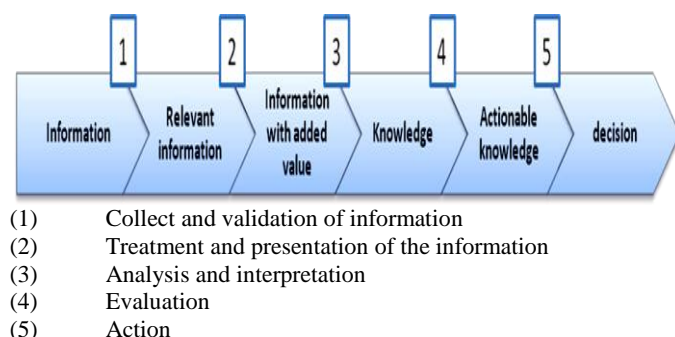 1 2 3 4 5
Information
Relevant
information
Information
with added
value
Knowledge
Actionable
knowledge
decision
(1) Collect and validation of information
(2) Treatment and presentation of the information
(3) Analysis and interpretation
(4) Evaluation
(5) Action